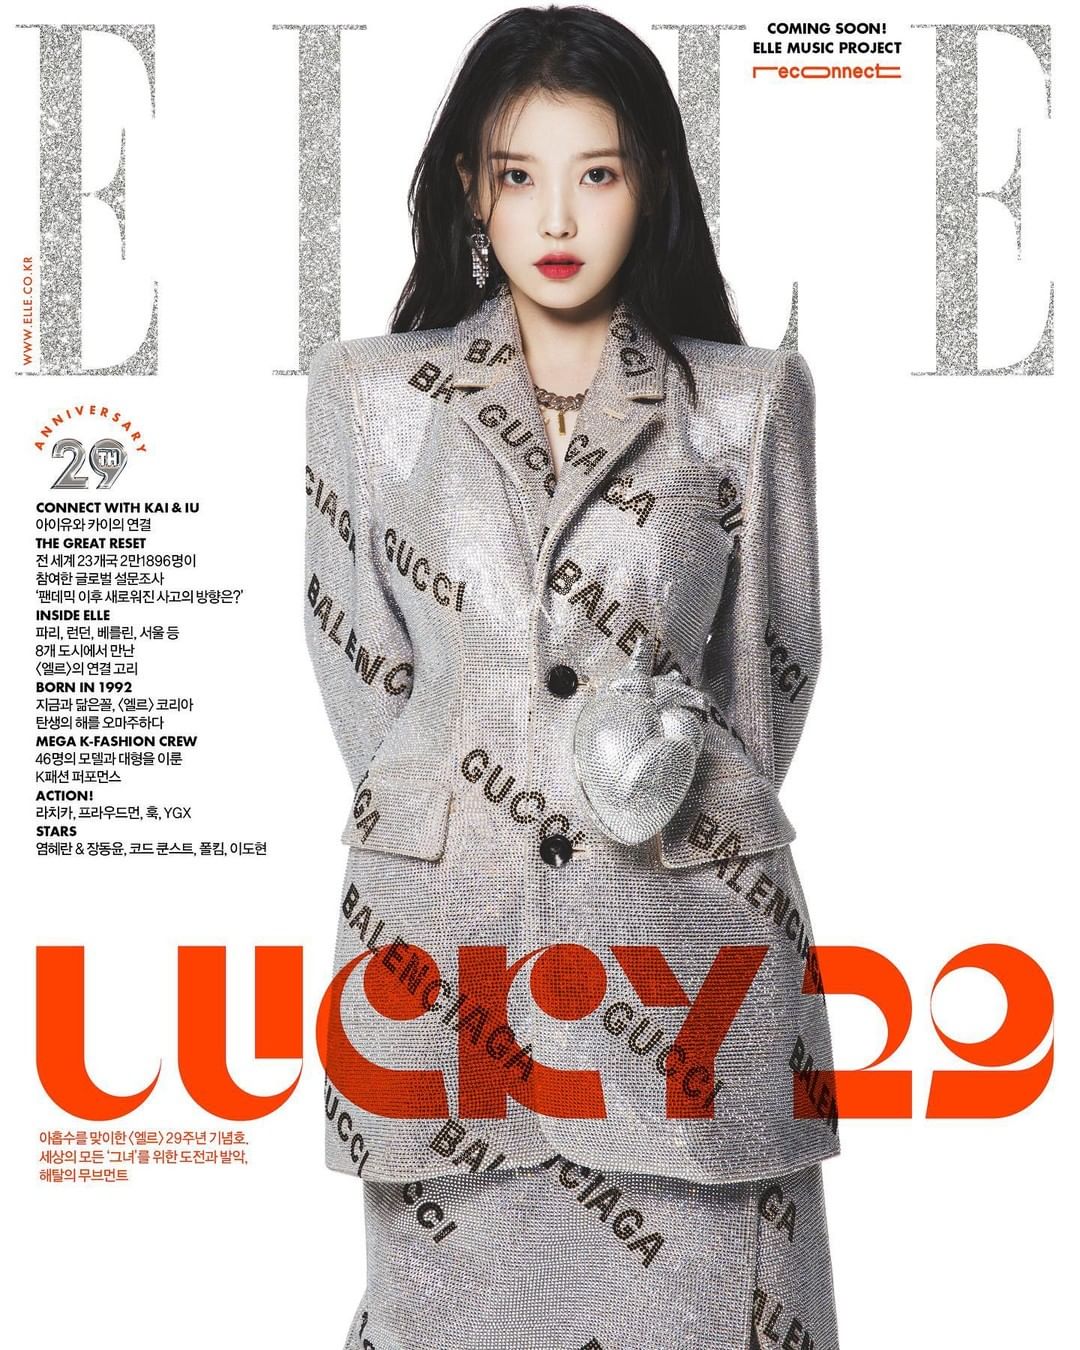 ELLE
COMING SOON!
ELLE MUSIC PROJECT
reconnect
WWW.ELLE.CO.KR
ANNIVERSARY
29TH
CONNECT WITH KAI & IU
아이유와 카이의 연결
THE GREAT RESET
전 세계 23개국 2만1896명이
참여한 글로벌 설문조사
‘팬데믹 이후 새로워진 사고의 방향은?’
INSIDE ELLE
파리, 런던, 베를린, 서울 등
8개 도시에서 만난
〈엘르〉의 연결 고리
BORN IN 1992
지금과 닮은꼴, 〈엘르〉 코리아
탄생의 해를 오마주하다
MEGA K-FASHION CREW
46명의 모델과 대형을 이룬
K패션 퍼포먼스
ACTION!
라치카, 프라우드먼, 훅, YGX
STARS
염혜란 & 장동윤, 코드 쿤스트, 폴킴, 이도현
LUCKY 29
아홉수를 맞이한 〈엘르〉 29주년 기념호.
세상의 모든 ‘그녀’를 위한 도전과 발악,
해탈의 무브먼트
GUCCI
GUCCI
BALENCIAGA
GUCCI
BALENCIAGA
BALENCIAGA
GUCCI